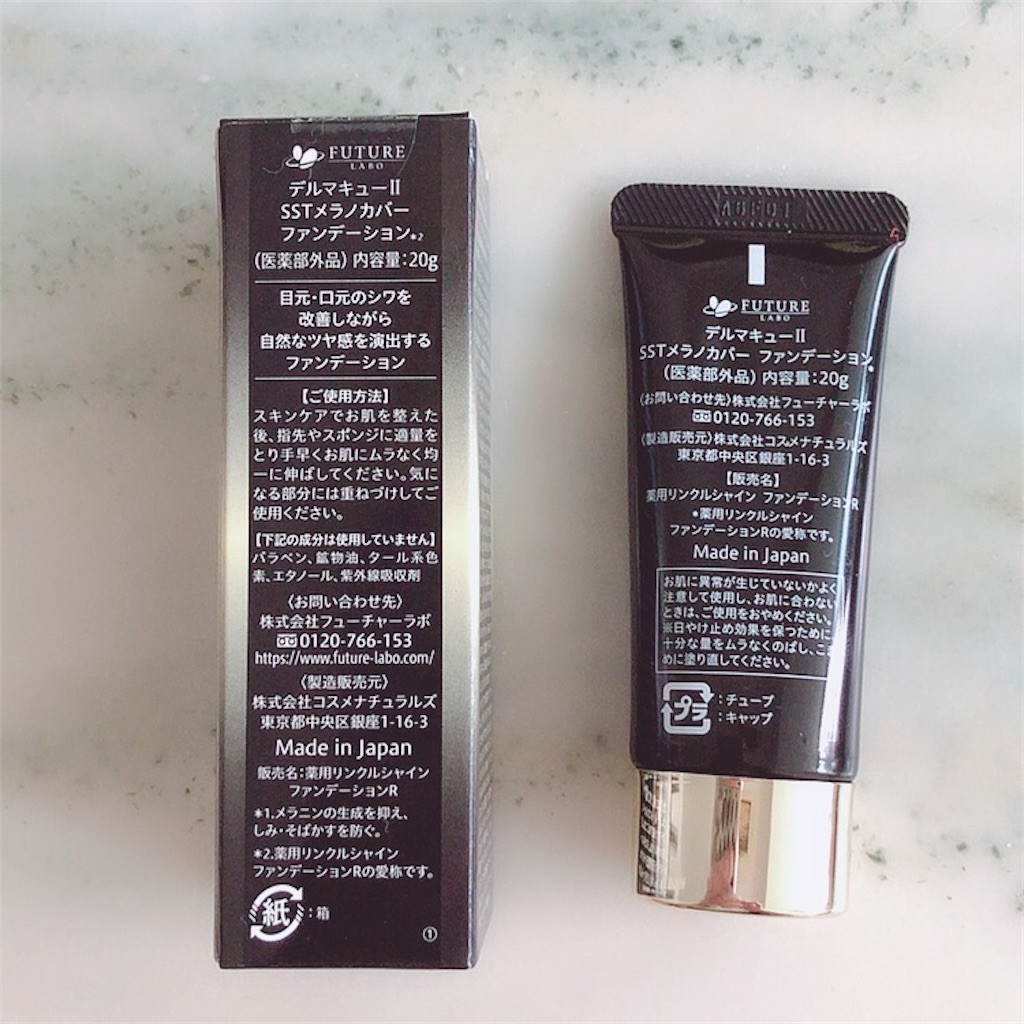 FUTURE
LABO
デルマキューII
SSTメラノカバー
ファンデーション*2
(医薬部外品) 内容量:20g
目元・口元のシワを
改善しながら
自然なツヤ感を演出する
ファンデーション
【ご使用方法】
スキンケアでお肌を整えた
後、指先やスポンジに適量を
とり手早くお肌にムラなく均
一に伸ばしてください。気に
なる部分には重ねづけしてご
使用ください。
【下記の成分は使用していません】
パラベン、鉱物油、タール系色
素、エタノール、紫外線吸収剤
〈お問い合わせ先〉
株式会社フューチャーラボ
0120-766-153
https://www.future-labo.com/
〈製造販売元〉
株式会社コスメナチュラルズ
東京都中央区銀座1-16-3
Made in Japan
販売名:薬用リンクルシャイン
ファンデーションR
*1.メラニンの生成を抑え、
しみ・そばかすを防ぐ。
*2.薬用リンクルシャイン
ファンデーションRの愛称です。
紙:箱
①
FUTURE
LABO
デルマキューII
SSTメラノカバー ファンデーション*
(医薬部外品) 内容量:20g
〈お問い合わせ先〉株式会社フューチャーラボ
0120-766-153
〈製造販売元〉株式会社コスメナチュラルズ
東京都中央区銀座1-16-3
【販売名】
薬用リンクルシャイン ファンデーションR
*薬用リンクルシャイン
ファンデーションRの愛称です。
Made in Japan
お肌に異常が生じていないかよく
注意して使用し、お肌に合わない
ときは、ご使用をおやめください。
※日やけ止め効果を保つために
十分な量をムラなくのばし、こま
めに塗り直してください。
プラ
:チューブ
:キャップ